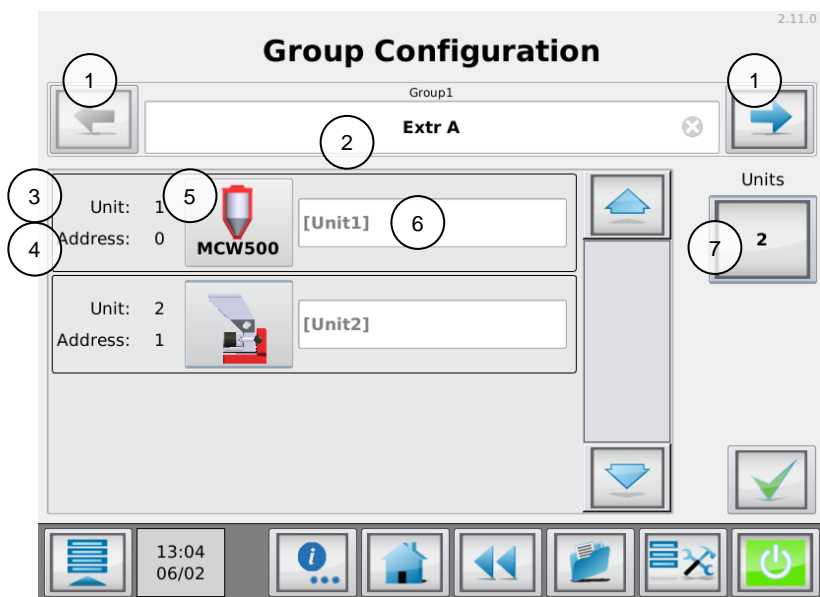 2.11.0
Group Configuration
1
1
Group1
Extr A
2
Units
3
Unit: 1
5
[Unit1]
6
4
Address: 0
MCW500
7
2
Unit: 2
[Unit2]
Address: 1
13:04
06/02
i